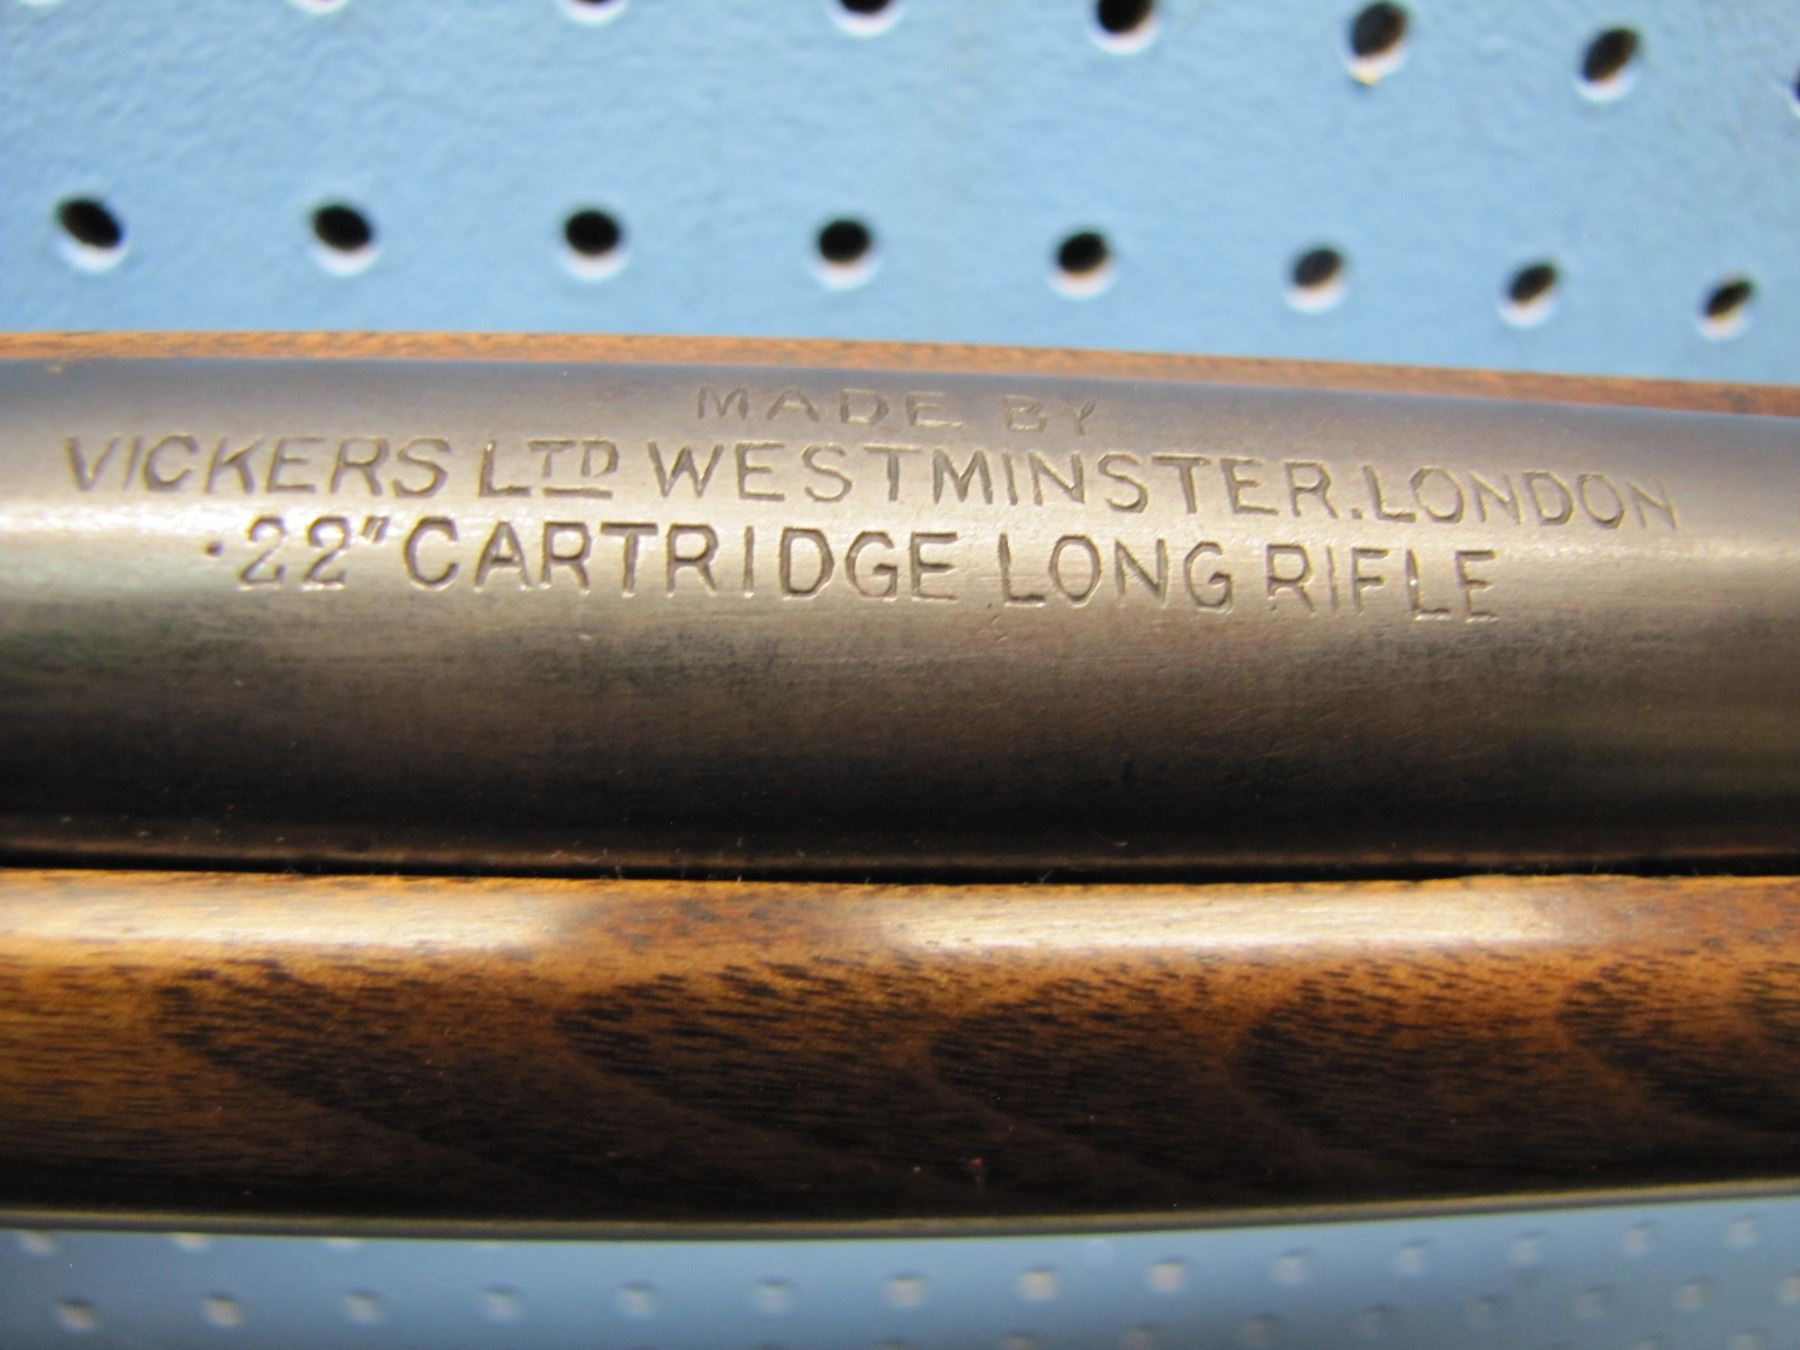 MADE BY
VICKERS LTD WESTMINSTER. LONDON
·22" CARTRIDGE LONG RIFLE